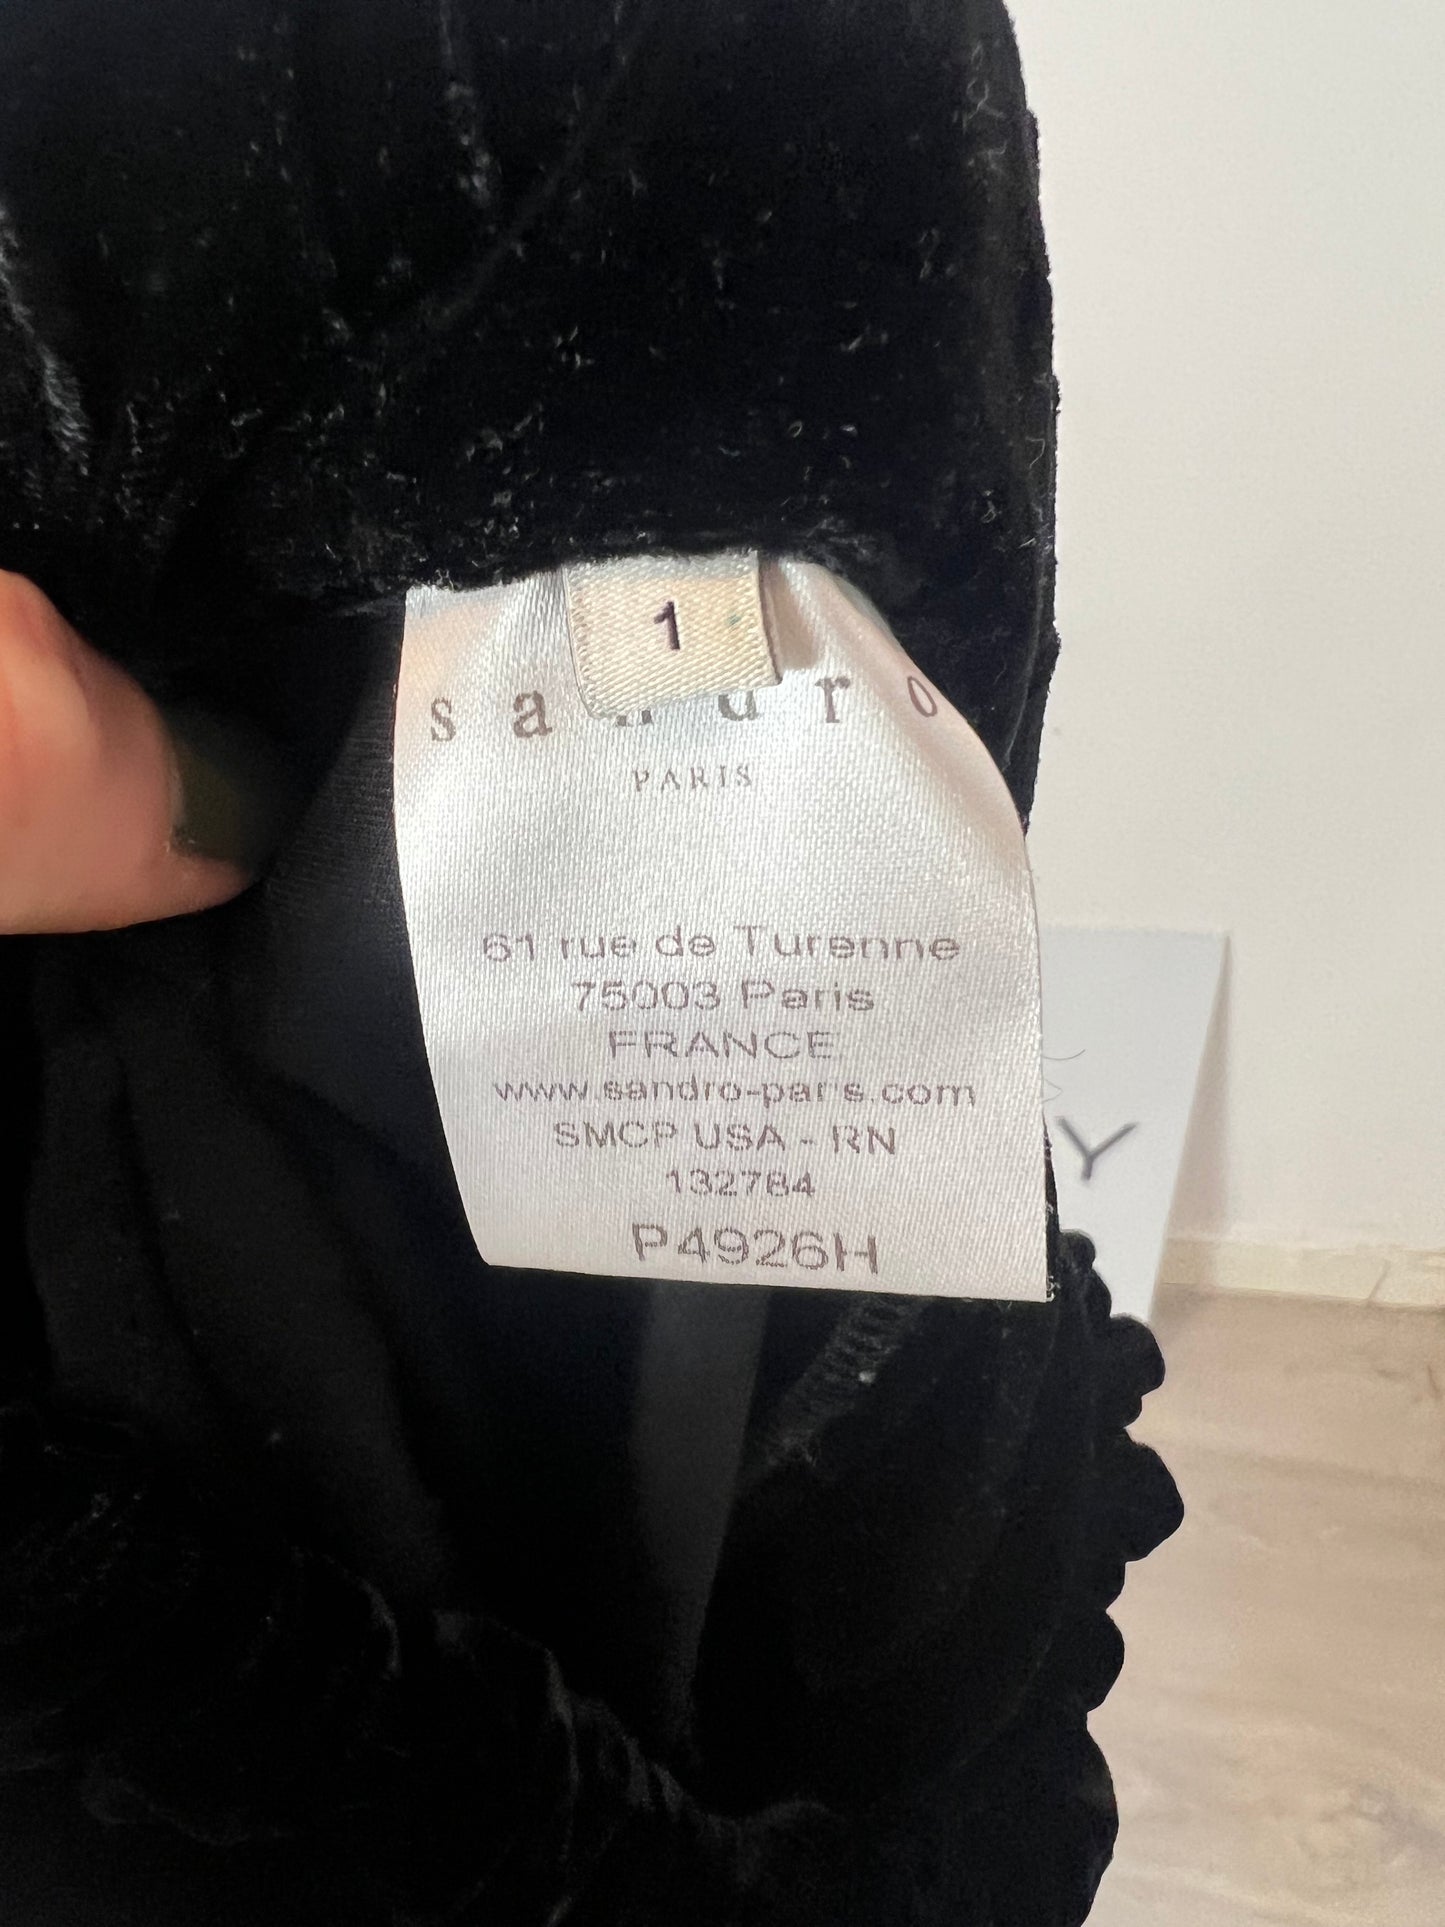 1
sandro
PARIS
61 rue de Turenne
75003 Paris
FRANCE
www.sandro-paris.com
SMCP USA - RN
132784
P4926H
Y